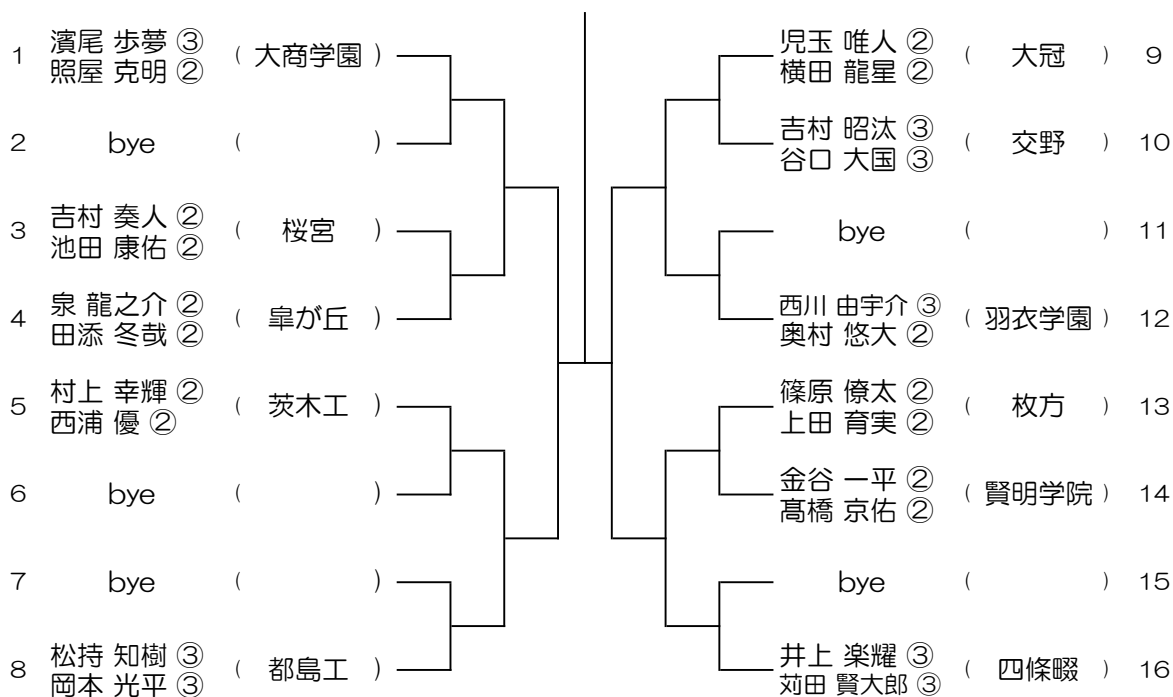 1 濱尾 歩夢 ③ ( 大商学園 )
照屋 克明 ②
2 bye ( )
3 吉村 奏人 ② ( 桜宮 )
池田 康佑 ②
4 泉 龍之介 ② ( 皐が丘 )
田添 冬哉 ②
5 村上 幸輝 ② ( 茨木工 )
西浦 優 ②
6 bye ( )
7 bye ( )
8 松持 知樹 ③ ( 都島工 )
岡本 光平 ③
児玉 唯人 ② ( 大冠 ) 9
横田 龍星 ②
吉村 昭汰 ③ ( 交野 ) 10
谷口 大国 ③
bye ( ) 11
西川 由宇介 ③ ( 羽衣学園 ) 12
奥村 悠大 ②
篠原 僚太 ② ( 枚方 ) 13
上田 育実 ②
金谷 一平 ② ( 賢明学院 ) 14
髙橋 京佑 ②
bye ( ) 15
井上 楽耀 ③ ( 四條畷 ) 16
苅田 賢大郎 ③